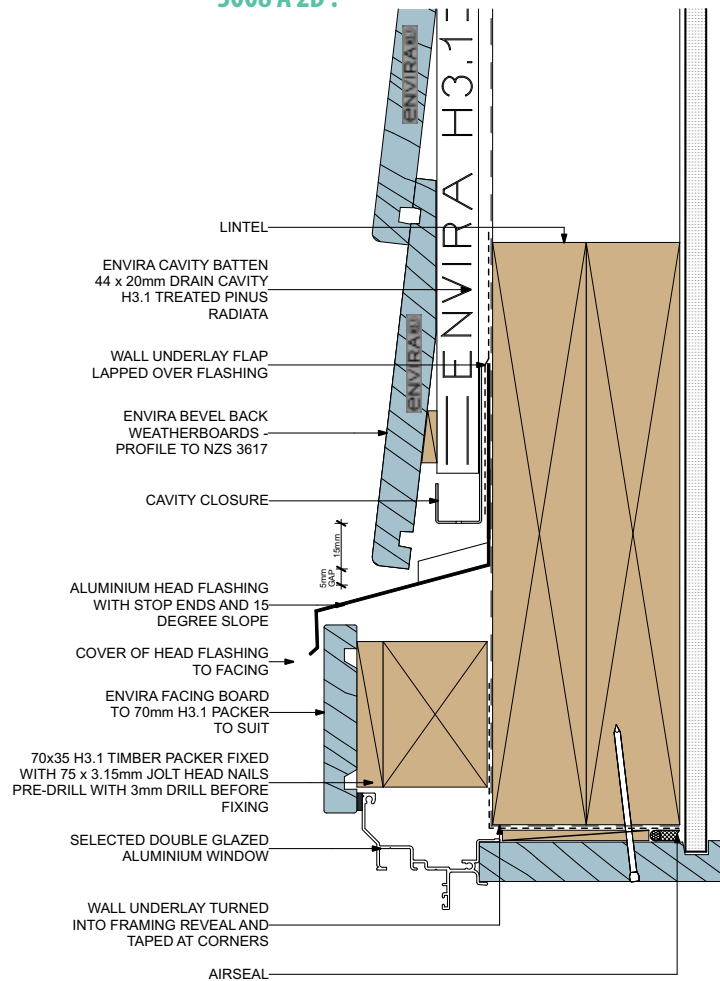 5008 A 2D :
ENVIRA
ENVIRA H3.1
LINTEL
ENVIRA CAVITY BATTEN
44 x 20mm DRAIN CAVITY
H3.1 TREATED PINUS
RADIATA
WALL UNDERLAY FLAP
LAPPED OVER FLASHING
ENVIRA
ENVIRA BEVEL BACK
WEATHERBOARDS -
PROFILE TO NZS 3617
CAVITY CLOSURE
15mm
5mm
GAP
ALUMINIUM HEAD FLASHING
WITH STOP ENDS AND 15
DEGREE SLOPE
COVER OF HEAD FLASHING
TO FACING
ENVIRA FACING BOARD
TO 70mm H3.1 PACKER
TO SUIT
70x35 H3.1 TIMBER PACKER FIXED
WITH 75 x 3.15mm JOLT HEAD NAILS
PRE-DRILL WITH 3mm DRILL BEFORE
FIXING
SELECTED DOUBLE GLAZED
ALUMINIUM WINDOW
WALL UNDERLAY TURNED
INTO FRAMING REVEAL AND
TAPED AT CORNERS
AIRSEAL